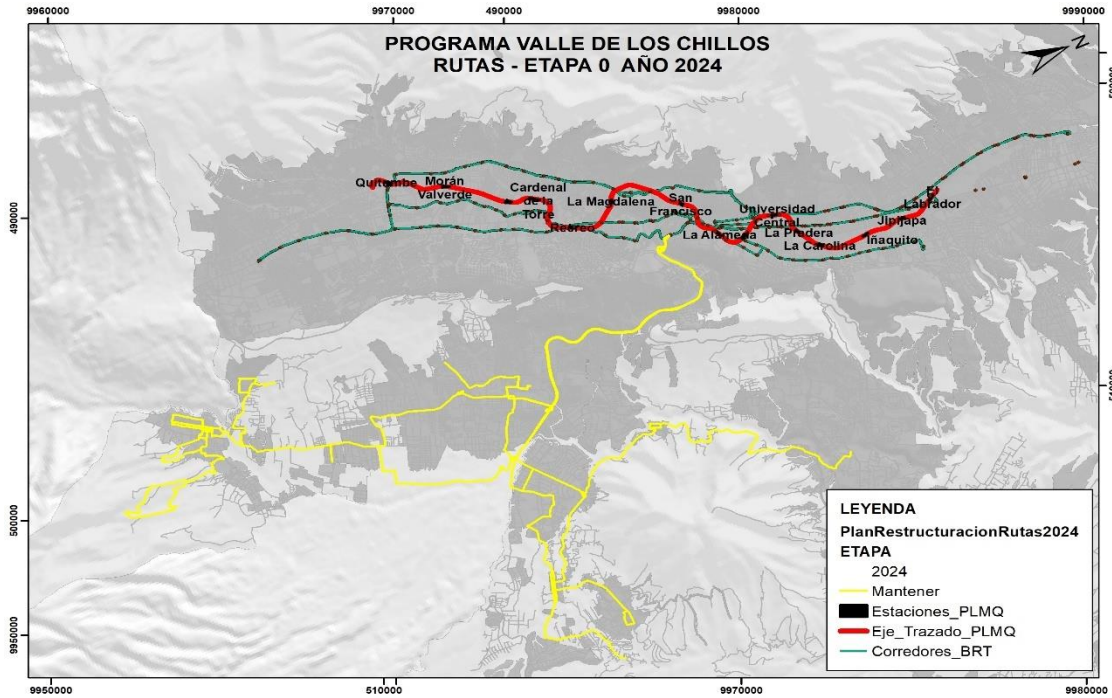 9960000
9970000
490000
9980000
9990000
PROGRAMA VALLE DE LOS CHILLOS
RUTAS - ETAPA 0 AÑO 2024
N
490000
Quitumbe
Morán
Valverde
Cardenal
de la
Torre
Recreo
La Magdalena
San
Francisco
La Alameda
Universidad
Central
La Pradera
La Carolina
Iñaquito
Jipijapa
El
Labrador
500000
9950000
LEYENDA
PlanRestructuracionRutas2024
ETAPA
2024
Mantener
Estaciones_PLMQ
Eje_Trazado_PLMQ
Corredores_BRT
9950000
510000
9970000
9980000